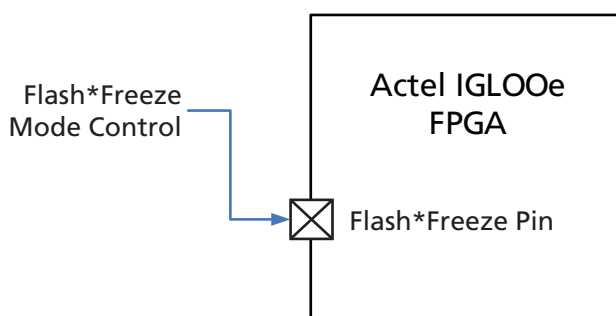 Actel IGLOOe
FPGA
Flash*Freeze
Mode Control
Flash*Freeze Pin